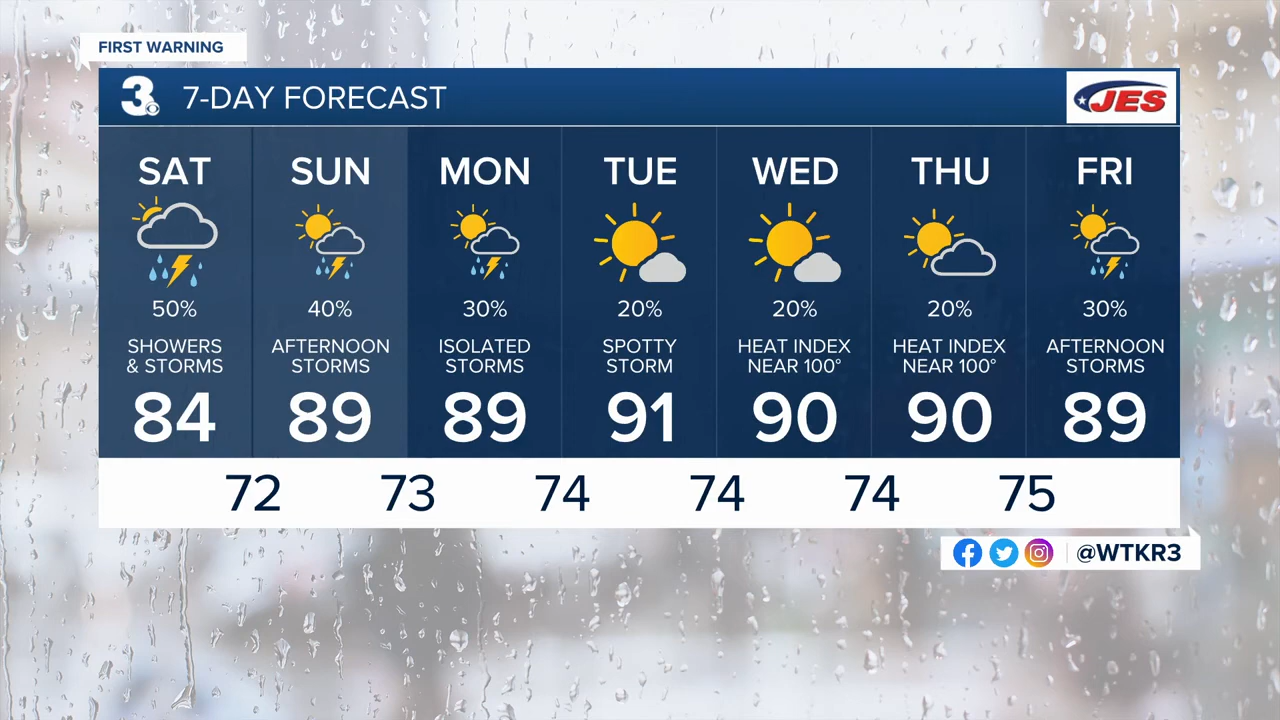 FIRST WARNING
3 7-DAY FORECAST
JES
SAT SUN MON TUE WED THU FRI
50% 40% 30% 20% 20% 20% 30%
SHOWERS AFTERNOON ISOLATED SPOTTY HEAT INDEX HEAT INDEX AFTERNOON
& STORMS STORMS STORMS STORM NEAR 100° NEAR 100° STORMS
84 89 89 91 90 90 89
72 73 74 74 74 75
@WTKR3